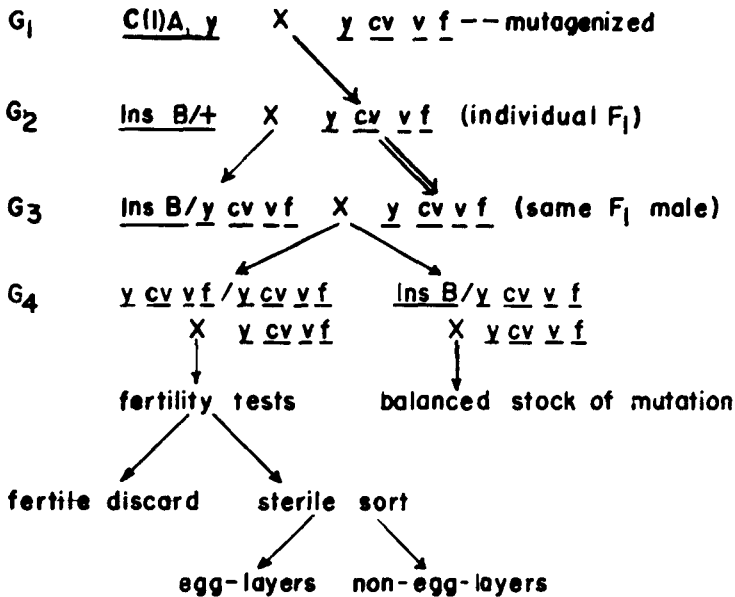 G1 C(1)A, y X y cv v f -- mutagenized
G2 Ins B/+ X y cv v f (individual F1)
G3 Ins B/y cv v f X y cv v f (same F1 male)
G4 y cv v f / y cv v f Ins B/y cv v f
X y cv v f X y cv v f
fertility tests balanced stock of mutation
fertile discard sterile sort
egg-layers non-egg-layers